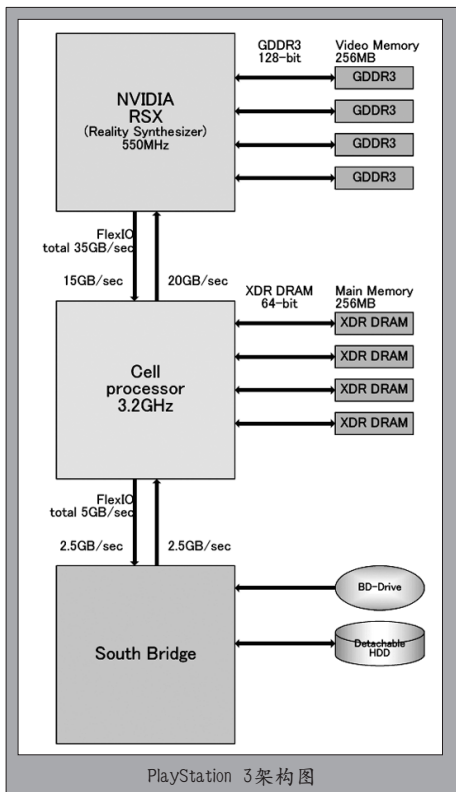 GDDR3
128-bit
Video Memory
256MB
NVIDIA
RSX
(Reality Synthesizer)
550MHz
GDDR3
GDDR3
GDDR3
GDDR3
FlexIO
total 35GB/sec
15GB/sec
20GB/sec
XDR DRAM
64-bit
Main Memory
256MB
Cell
processor
3.2GHz
XDR DRAM
XDR DRAM
XDR DRAM
XDR DRAM
FlexIO
total 5GB/sec
2.5GB/sec
2.5GB/sec
South Bridge
BD-Drive
Detachable
HDD
PlayStation 3架构图